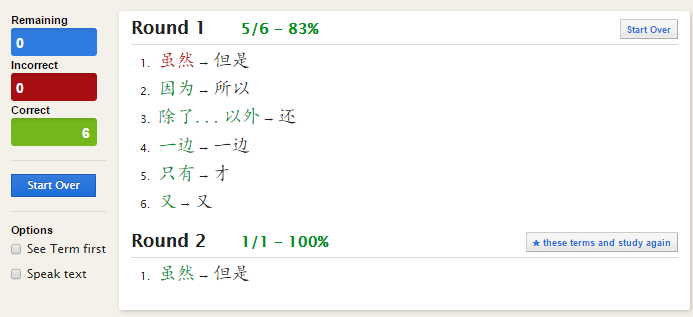 Remaining
0
Incorrect
0
Correct
6
Start Over
Options
See Term first
Speak text
Round 1 5/6 – 83% Start Over
1. 虽然 → 但是
2. 因为 → 所以
3. 除了...以外 → 还
4. 一边 → 一边
5. 只有 → 才
6. 又 → 又
Round 2 1/1 – 100% ★ these terms and study again
1. 虽然 → 但是